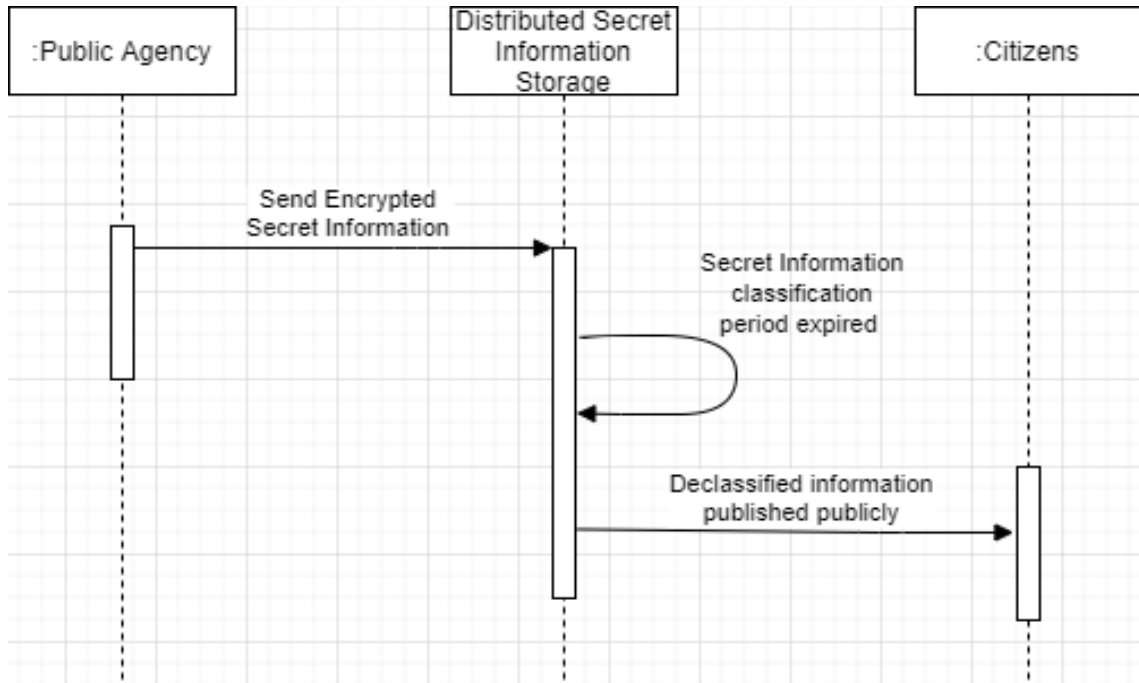 :Public Agency
Distributed Secret
Information
Storage
:Citizens
Send Encrypted
Secret Information
Secret Information
classification
period expired
Declassified information
published publicly